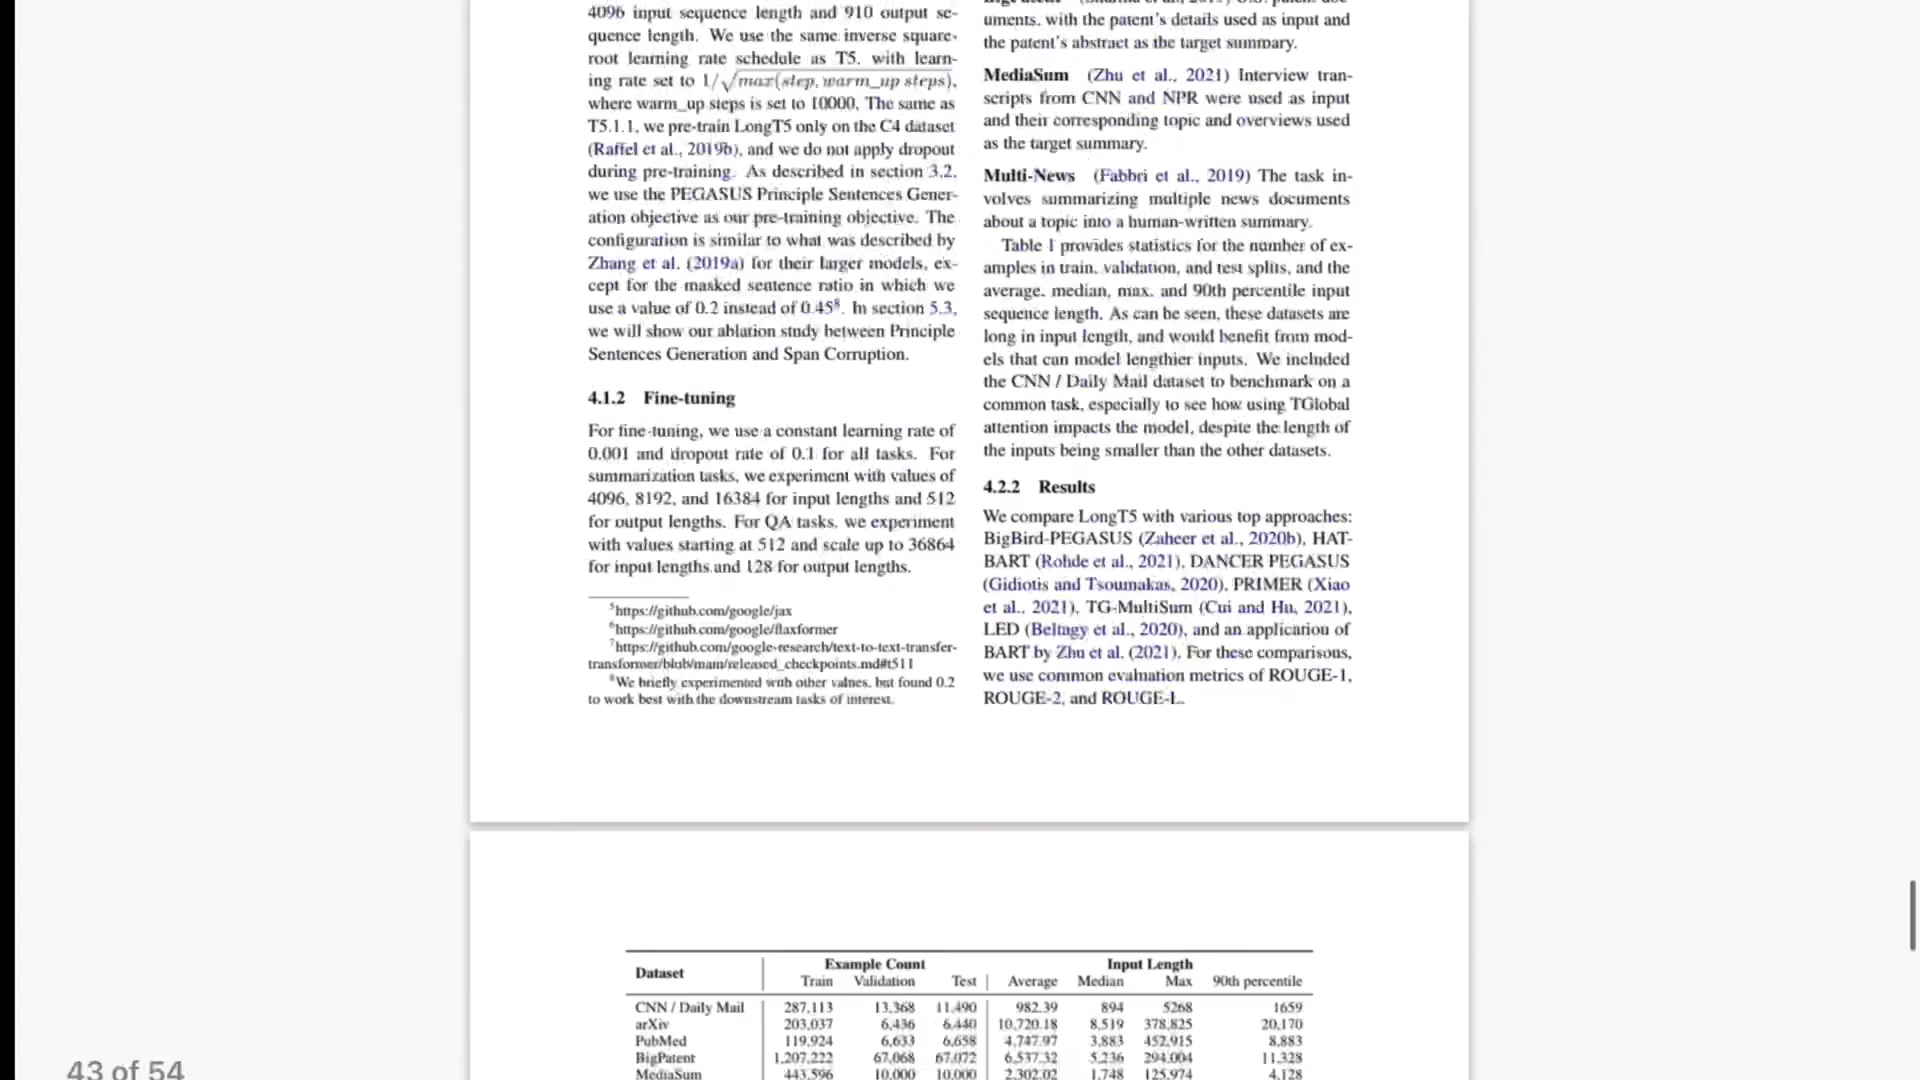 4096 input sequence length and 910 output se-
quence length. We use the same inverse square-
root learning rate schedule as T5, with learn-
ing rate set to 1/√max(step, warm_up steps),
where warm_up steps is set to 10000. The same as
T5.1.1, we pre-train LongT5 only on the C4 dataset
(Raffel et al., 2019b), and we do not apply dropout
during pre-training. As described in section 3.2,
we use the PEGASUS Principle Sentences Gener-
ation objective as our pre-training objective. The
configuration is similar to what was described by
Zhang et al. (2019a) for their larger models, ex-
cept for the masked sentence ratio in which we
use a value of 0.2 instead of 0.45⁸. In section 5.3,
we will show our ablation study between Principle
Sentences Generation and Span Corruption.
4.1.2 Fine-tuning
For fine-tuning, we use a constant learning rate of
0.001 and dropout rate of 0.1 for all tasks. For
summarization tasks, we experiment with values of
4096, 8192, and 16384 for input lengths and 512
for output lengths. For QA tasks, we experiment
with values starting at 512 and scale up to 36864
for input lengths and 128 for output lengths.
⁵https://github.com/google/jax
⁶https://github.com/google/flaxformer
⁷https://github.com/google-research/text-to-text-transfer-
transformer/blob/main/released_checkpoints.md#t511
⁸We briefly experimented with other values, but found 0.2
to work best with the downstream tasks of interest.
uments, with the patent's details used as input and
the patent's abstract as the target summary.
MediaSum (Zhu et al., 2021) Interview tran-
scripts from CNN and NPR were used as input
and their corresponding topic and overviews used
as the target summary.
Multi-News (Fabbri et al., 2019) The task in-
volves summarizing multiple news documents
about a topic into a human-written summary.
Table 1 provides statistics for the number of ex-
amples in train, validation, and test splits, and the
average, median, max, and 90th percentile input
sequence length. As can be seen, these datasets are
long in input length, and would benefit from mod-
els that can model lengthier inputs. We included
the CNN / Daily Mail dataset to benchmark on a
common task, especially to see how using TGlobal
attention impacts the model, despite the length of
the inputs being smaller than the other datasets.
4.2.2 Results
We compare LongT5 with various top approaches:
BigBird-PEGASUS (Zaheer et al., 2020b), HAT-
BART (Rohde et al., 2021), DANCER PEGASUS
(Gidiotis and Tsoumakas, 2020), PRIMER (Xiao
et al., 2021), TG-MultiSum (Cui and Hu, 2021),
LED (Beltagy et al., 2020), and an application of
BART by Zhu et al. (2021). For these comparisons,
we use common evaluation metrics of ROUGE-1,
ROUGE-2, and ROUGE-L.
Dataset Example Count Input Length
Train Validation Test Average Median Max 90th percentile
CNN / Daily Mail 287,113 13,368 11,490 982.39 894 5268 1659
arXiv 203,037 6,436 6,440 10,720.18 8,519 378,825 20,170
PubMed 119,924 6,633 6,658 4,747.97 3,883 452,915 8,883
BigPatent 1,207,222 67,068 67,072 6,537.32 5,236 294,004 11,328
MediaSum 443,596 10,000 10,000 2,302.02 1,748 125,974 4,128
43 of 54